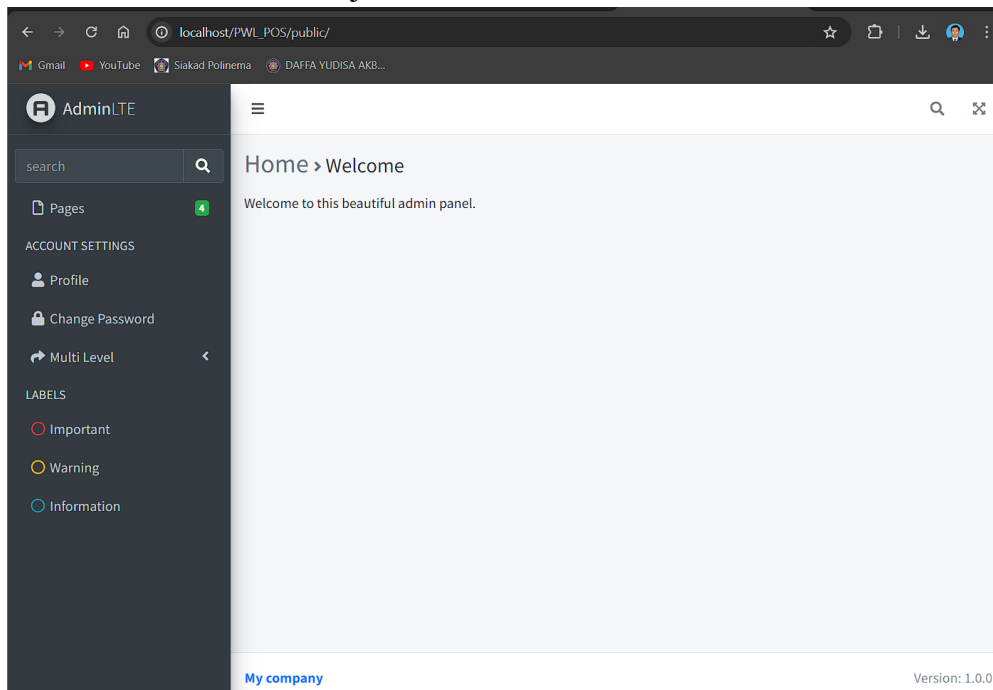 localhost/PWL_POS/public/
Gmail YouTube Siakad Polinema DAFFA YUDISA AKB...
AdminLTE
search
Pages 4
ACCOUNT SETTINGS
Profile
Change Password
Multi Level
LABELS
Important
Warning
Information
Home › Welcome
Welcome to this beautiful admin panel.
My company Version: 1.0.0